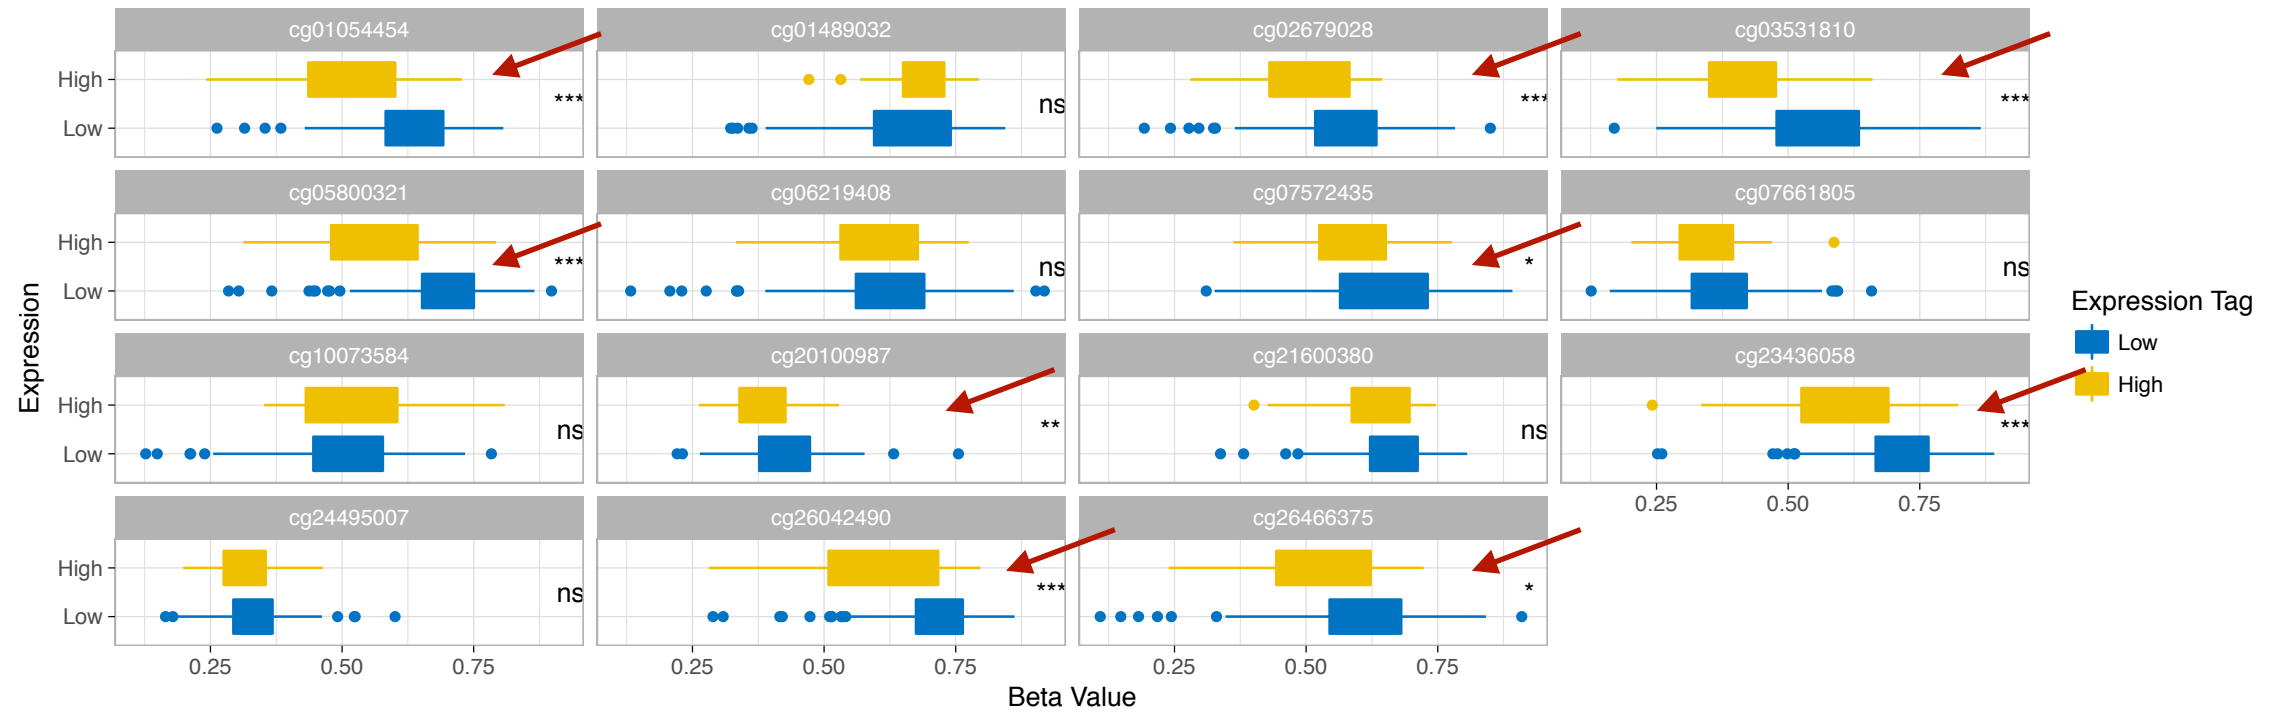 cg01054454 cg01489032 cg02679028 cg03531810
High
*** ns *** ***
Low
cg05800321 cg06219408 cg07572435 cg07661805
High
*** ns * ns
Low
Expression
Expression Tag
Low
High
cg10073584 cg20100987 cg21600380 cg23436058
High
ns ** ns ***
Low
0.25 0.50 0.75
cg24495007 cg26042490 cg26466375
High
ns *** *
Low
0.25 0.50 0.75 0.25 0.50 0.75 0.25 0.50 0.75
Beta Value